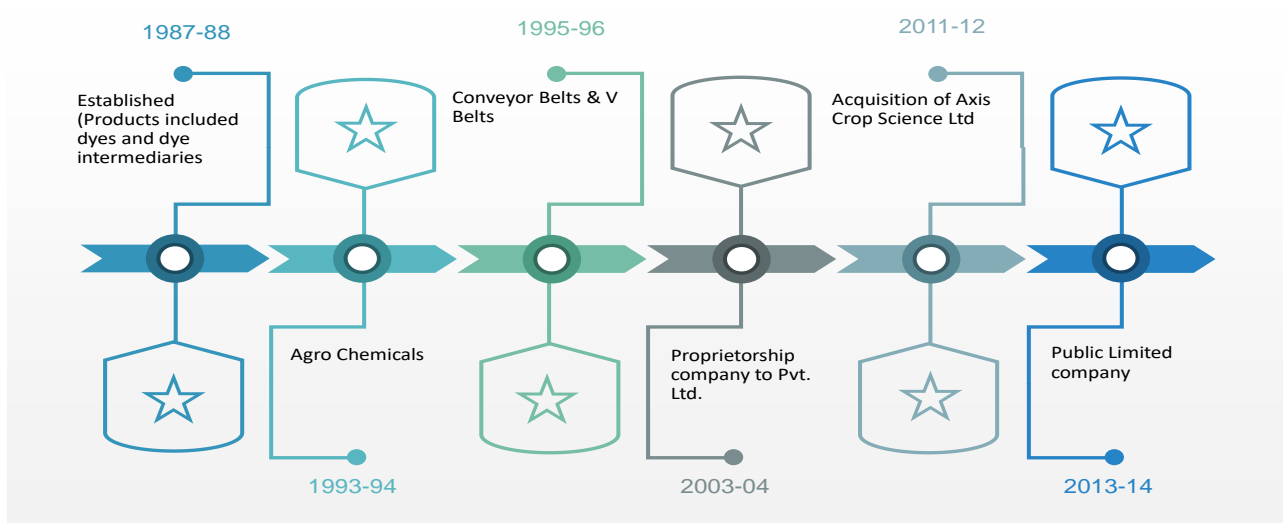 1987-88
Established
(Products included
dyes and dye
intermediaries
Agro Chemicals
1993-94
1995-96
Conveyor Belts & V
Belts
Proprietorship
company to Pvt.
Ltd.
2003-04
2011-12
Acquisition of Axis
Crop Science Ltd
Public Limited
company
2013-14